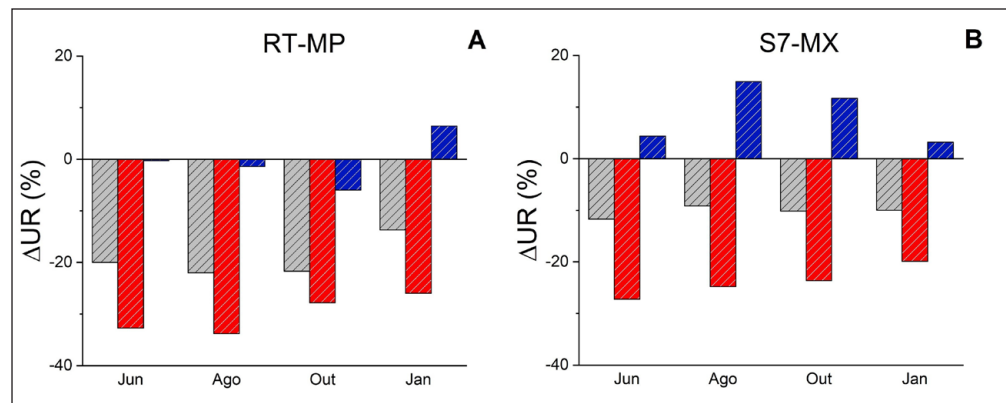 RT-MP
A
20
0
-20
-40
ΔUR (%)
Jun Ago Out Jan
S7-MX
B
20
0
-20
-40
ΔUR (%)
Jun Ago Out Jan